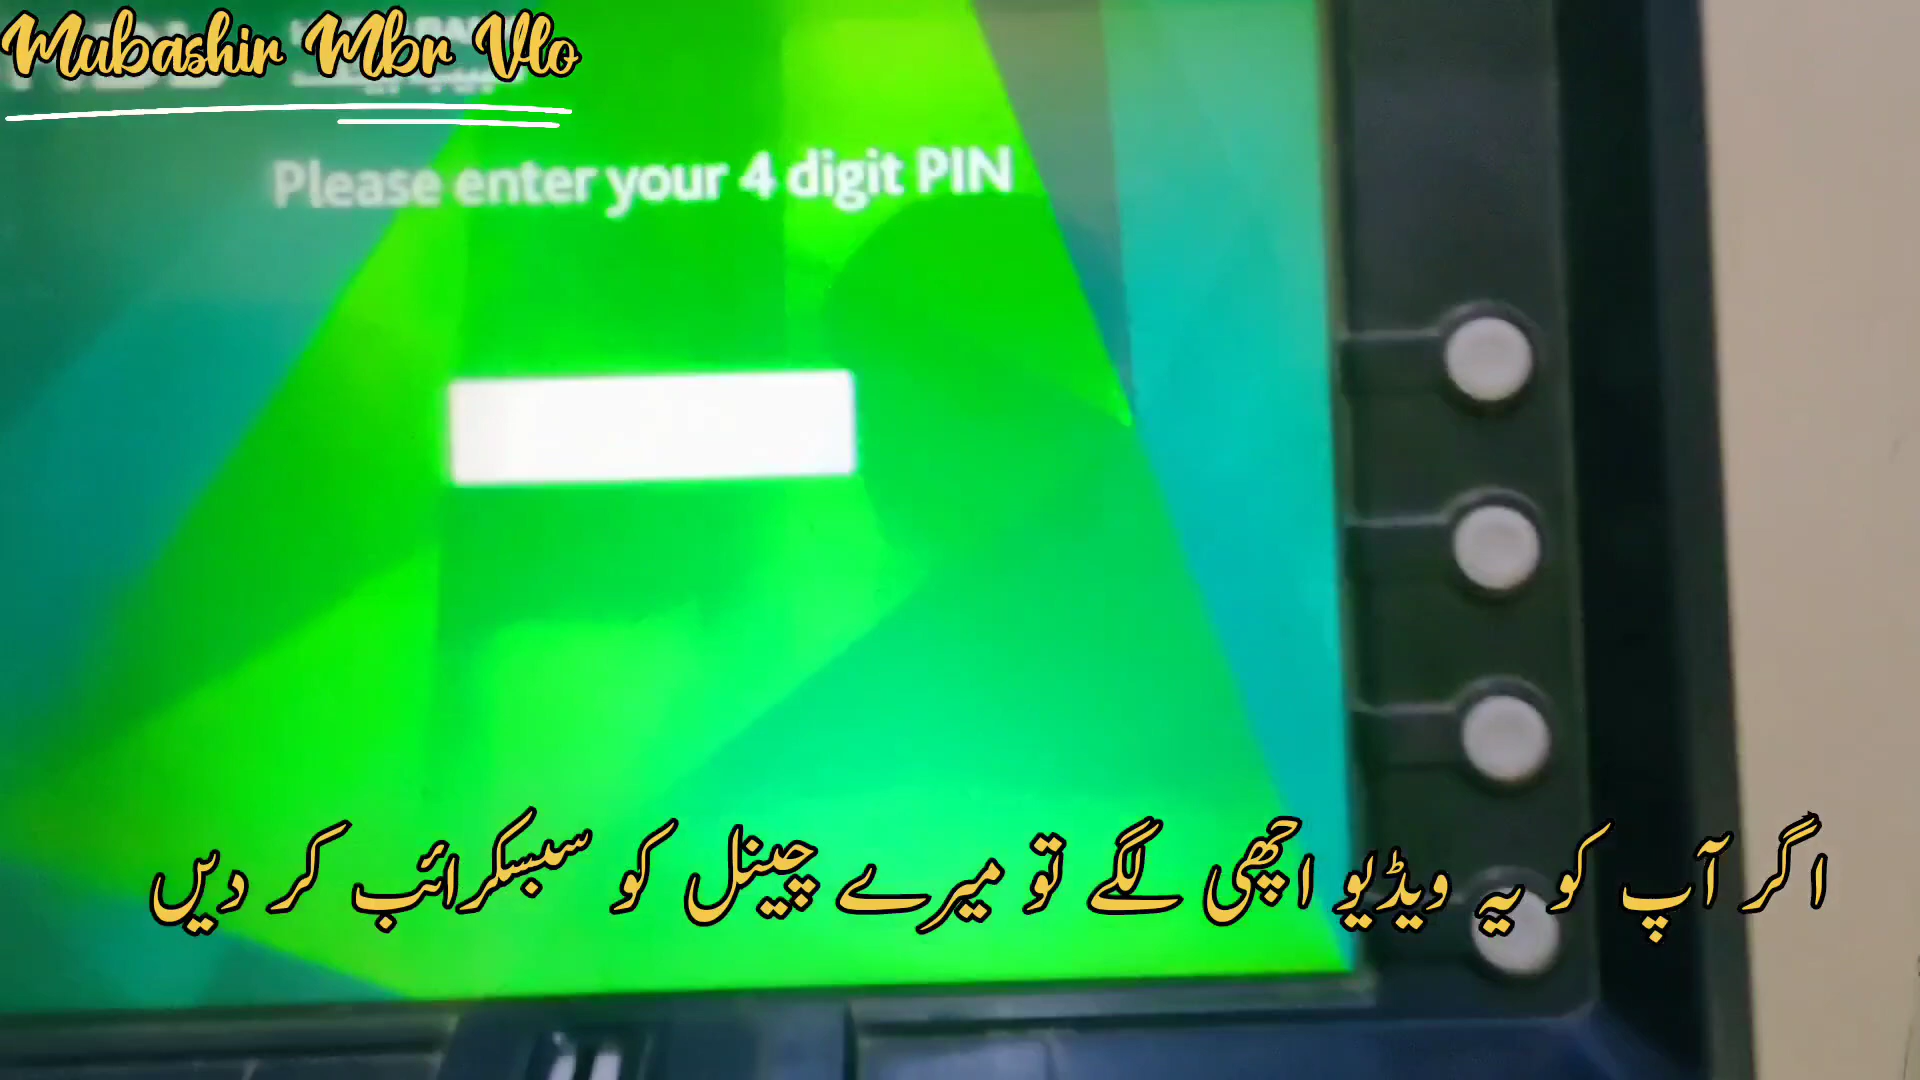 Mubashir Mbr Vlo
Please enter your 4 digit PIN
اگر آپ کو یہ ویڈیو اچھی لگے تو میرے چینل کو سبسکرائب کر دیں